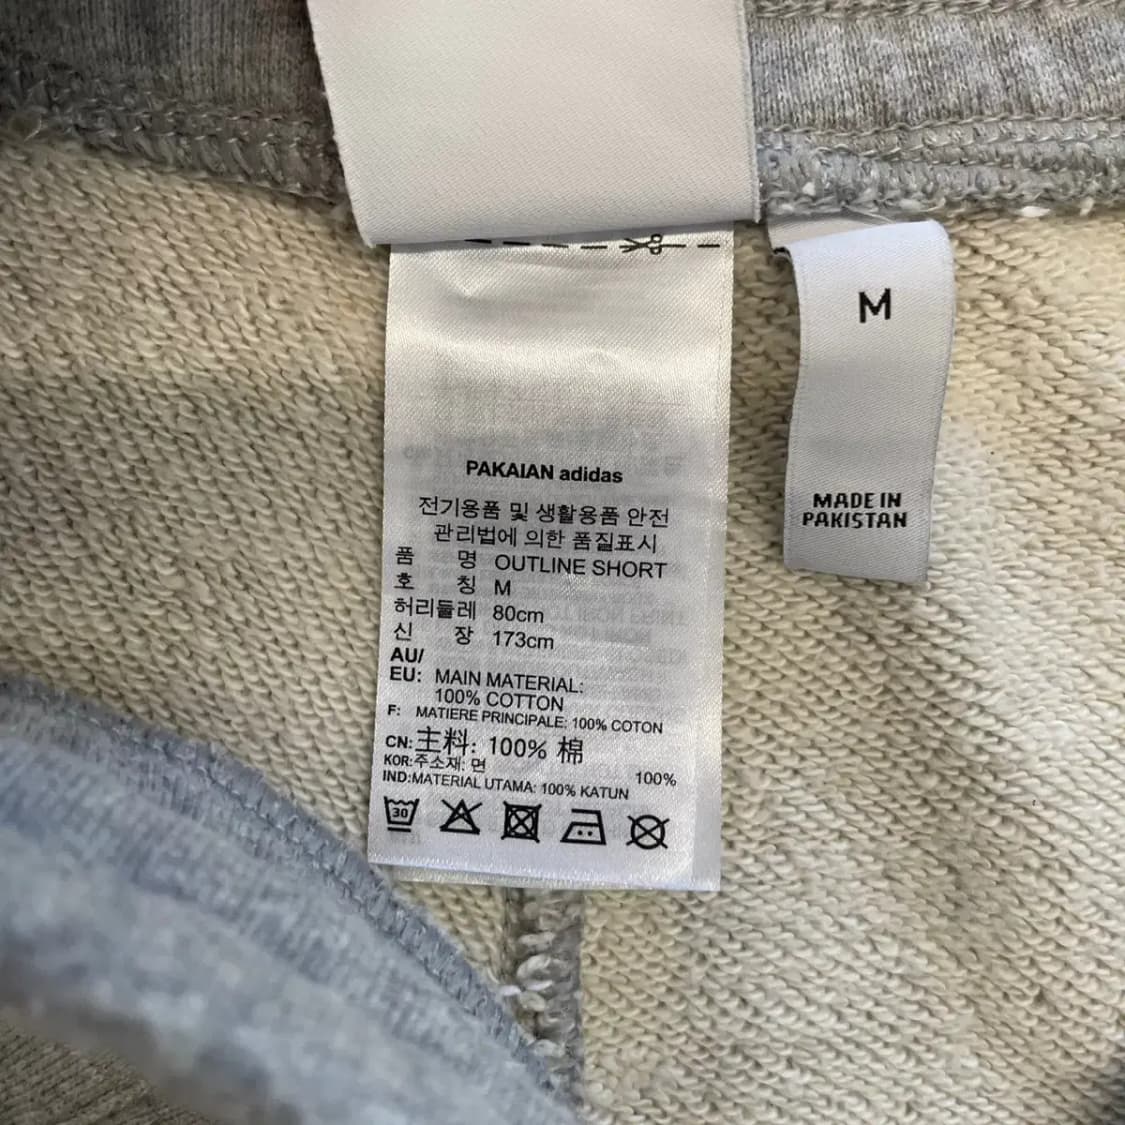 PAKAIAN adidas
전기용품 및 생활용품 안전
관리법에 의한 품질표시
품 명 OUTLINE SHORT
호 칭 M
허리둘레 80cm
신 장 173cm
AU/
EU: MAIN MATERIAL:
100% COTTON
F: MATIERE PRINCIPALE: 100% COTON
CN:主料: 100% 棉
KOR:주소재: 면 100%
IND:MATERIAL UTAMA: 100% KATUN
30
M
MADE IN
PAKISTAN